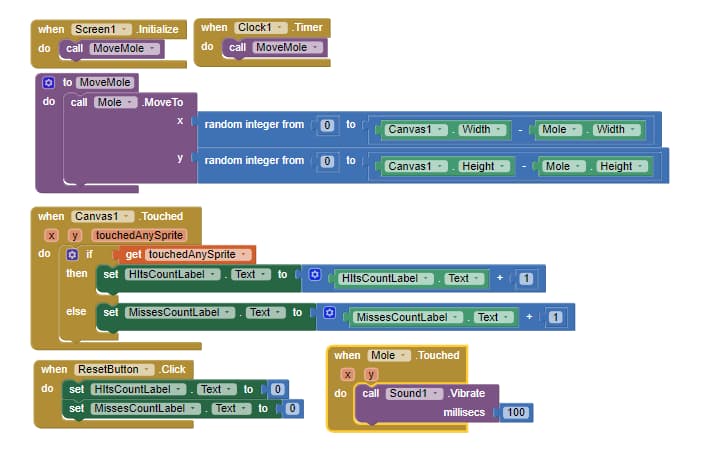 when Screen1 .Initialize
do call MoveMole
when Clock1 .Timer
do call MoveMole
to MoveMole
do call Mole .MoveTo
x random integer from 0 to Canvas1 . Width - Mole . Width
y random integer from 0 to Canvas1 . Height - Mole . Height
when Canvas1 .Touched
x y touchedAnySprite
do if get touchedAnySprite
then set HItsCountLabel . Text to HItsCountLabel . Text + 1
else set MissesCountLabel . Text to MissesCountLabel . Text + 1
when ResetButton .Click
do set HItsCountLabel . Text to 0
set MissesCountLabel . Text to 0
when Mole .Touched
x y
do call Sound1 .Vibrate
millisecs 100